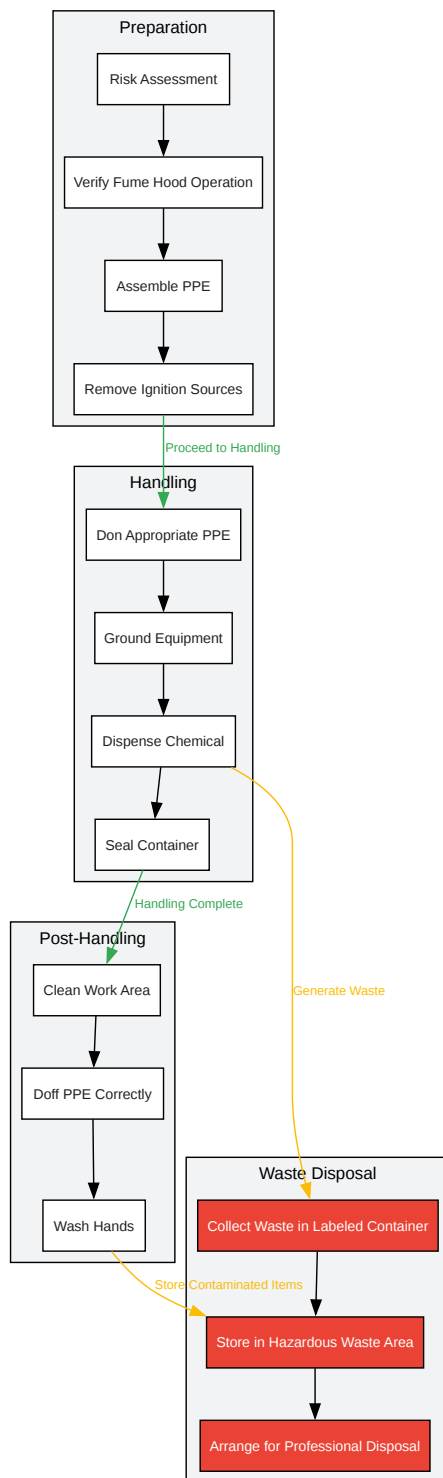 Preparation
Risk Assessment
Verify Fume Hood Operation
Assemble PPE
Remove Ignition Sources
Proceed to Handling
Handling
Don Appropriate PPE
Ground Equipment
Dispense Chemical
Seal Container
Handling Complete
Post-Handling
Clean Work Area
Generate Waste
Doff PPE Correctly
Waste Disposal
Wash Hands
Collect Waste in Labeled Container
Store Contaminated Items
Store in Hazardous Waste Area
Arrange for Professional Disposal